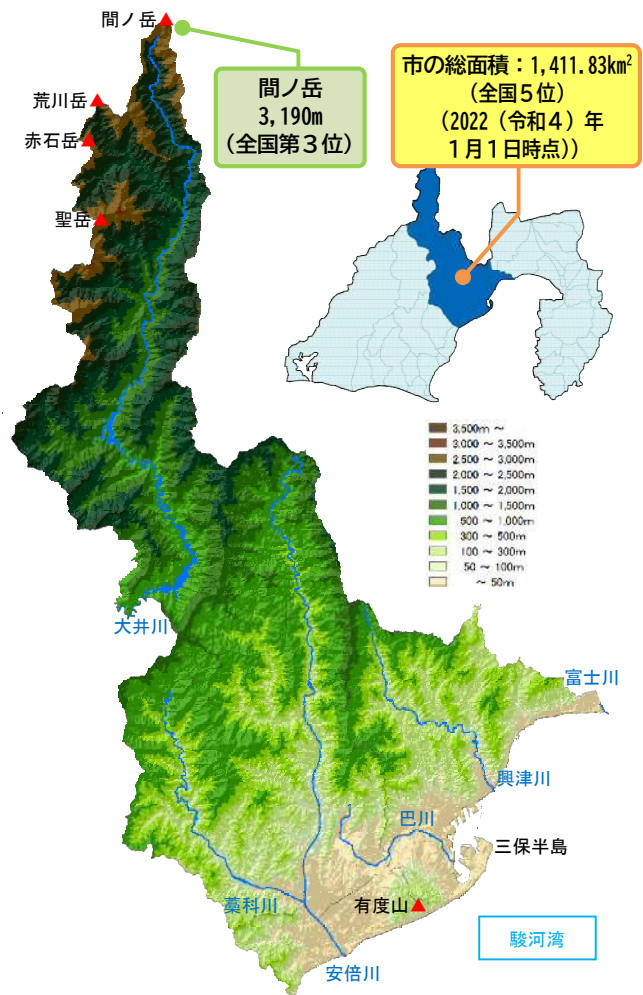 間ノ岳
間ノ岳
3,190m
(全国第３位)
市の総面積：1,411.83km²
(全国５位)
(2022（令和４）年
１月１日時点))
荒川岳
赤石岳
聖岳
3,500m ～
3,000 ～ 3,500m
2,500 ～ 3,000m
2,000 ～ 2,500m
1,500 ～ 2,000m
1,000 ～ 1,500m
500 ～ 1,000m
300 ～ 500m
100 ～ 300m
50 ～ 100m
～ 50m
大井川
富士川
興津川
巴川
三保半島
藁科川
有度山
駿河湾
安倍川